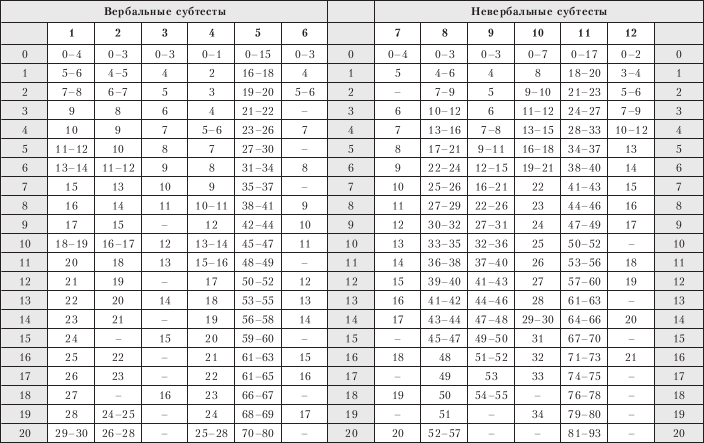 Вербальные субтесты Невербальные субтесты
1 2 3 4 5 6 7 8 9 10 11 12
0 0–4 0–3 0–3 0–1 0–15 0–3 0 0–4 0–3 0–3 0–7 0–17 0–2 0
1 5–6 4–5 4 2 16–18 4 1 5 4–6 4 8 18–20 3–4 1
2 7–8 6–7 5 3 19–20 5–6 2 – 7–9 5 9–10 21–23 5–6 2
3 9 8 6 4 21–22 – 3 6 10–12 6 11–12 24–27 7–9 3
4 10 9 7 5–6 23–26 7 4 7 13–16 7–8 13–15 28–33 10–12 4
5 11–12 10 8 7 27–30 – 5 8 17–21 9–11 16–18 34–37 13 5
6 13–14 11–12 9 8 31–34 8 6 9 22–24 12–15 19–21 38–40 14 6
7 15 13 10 9 35–37 – 7 10 25–26 16–21 22 41–43 15 7
8 16 14 11 10–11 38–41 9 8 11 27–29 22–26 23 44–46 16 8
9 17 15 – 12 42–44 10 9 12 30–32 27–31 24 47–49 17 9
10 18–19 16–17 12 13–14 45–47 11 10 13 33–35 32–36 25 50–52 – 10
11 20 18 13 15–16 48–49 – 11 14 36–38 37–40 26 53–56 18 11
12 21 19 – 17 50–52 12 12 15 39–40 41–43 27 57–60 19 12
13 22 20 14 18 53–55 13 13 16 41–42 44–46 28 61–63 – 13
14 23 21 – 19 56–58 14 14 17 43–44 47–48 29–30 64–66 20 14
15 24 – 15 20 59–60 – 15 – 45–47 49–50 31 67–70 – 15
16 25 22 – 21 61–63 15 16 18 48 51–52 32 71–73 21 16
17 26 23 – 22 61–65 16 17 – 49 53 33 74–75 – 17
18 27 – 16 23 66–67 – 18 19 50 54–55 – 76–78 – 18
19 28 24–25 – 24 68–69 17 19 – 51 – 34 79–80 – 19
20 29–30 26–28 – 25–28 70–80 – 20 20 52–57 – – 81–93 – 20